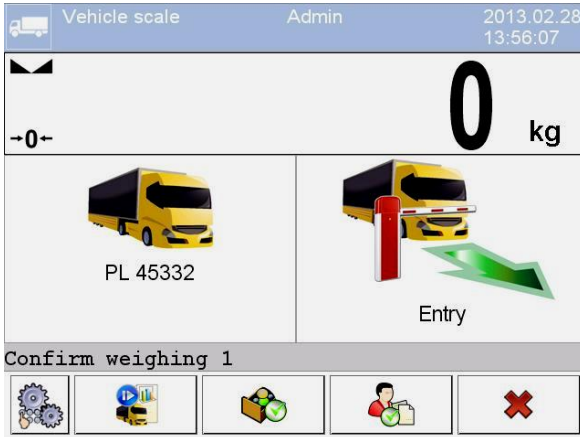 Vehicle scale Admin 2013.02.28
13:56:07
→0←
0 kg
PL 45332
Entry
Confirm weighing 1